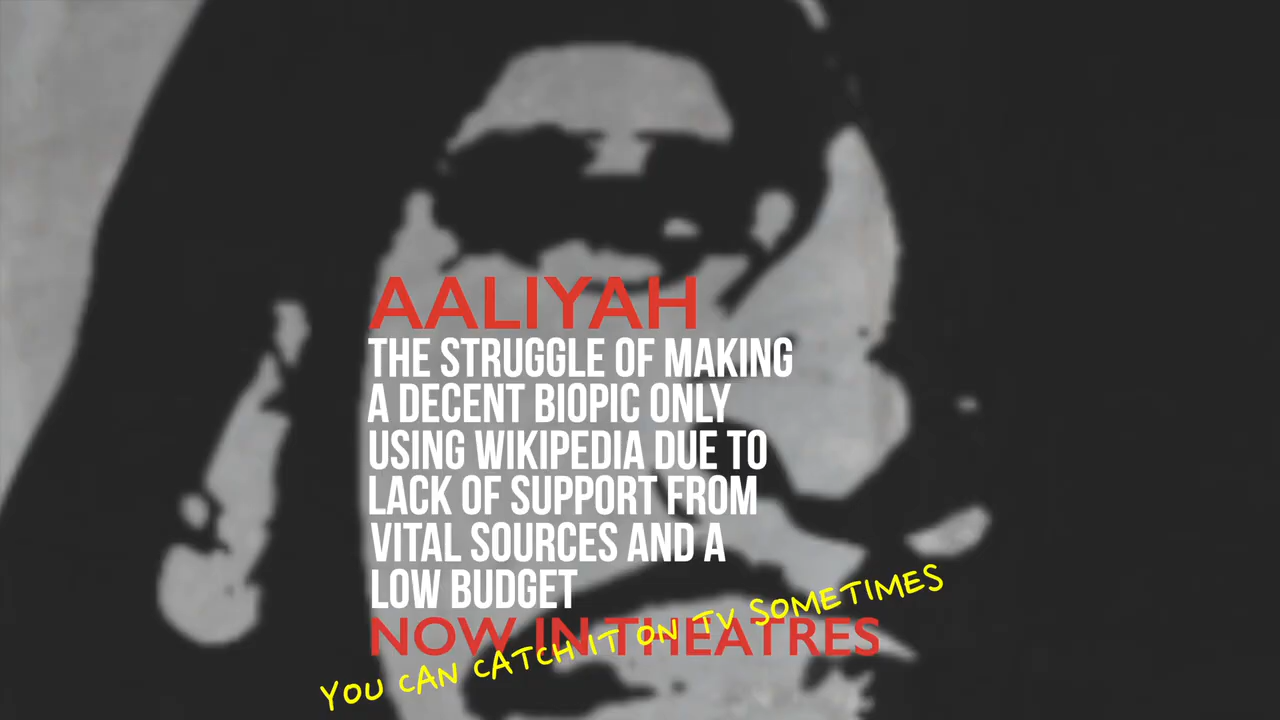 AALIYAH
THE STRUGGLE OF MAKING
A DECENT BIOPIC ONLY
USING WIKIPEDIA DUE TO
LACK OF SUPPORT FROM
VITAL SOURCES AND A
LOW BUDGET
NOW IN THEATRES
YOU CAN CATCH IT ON TV SOMETIMES